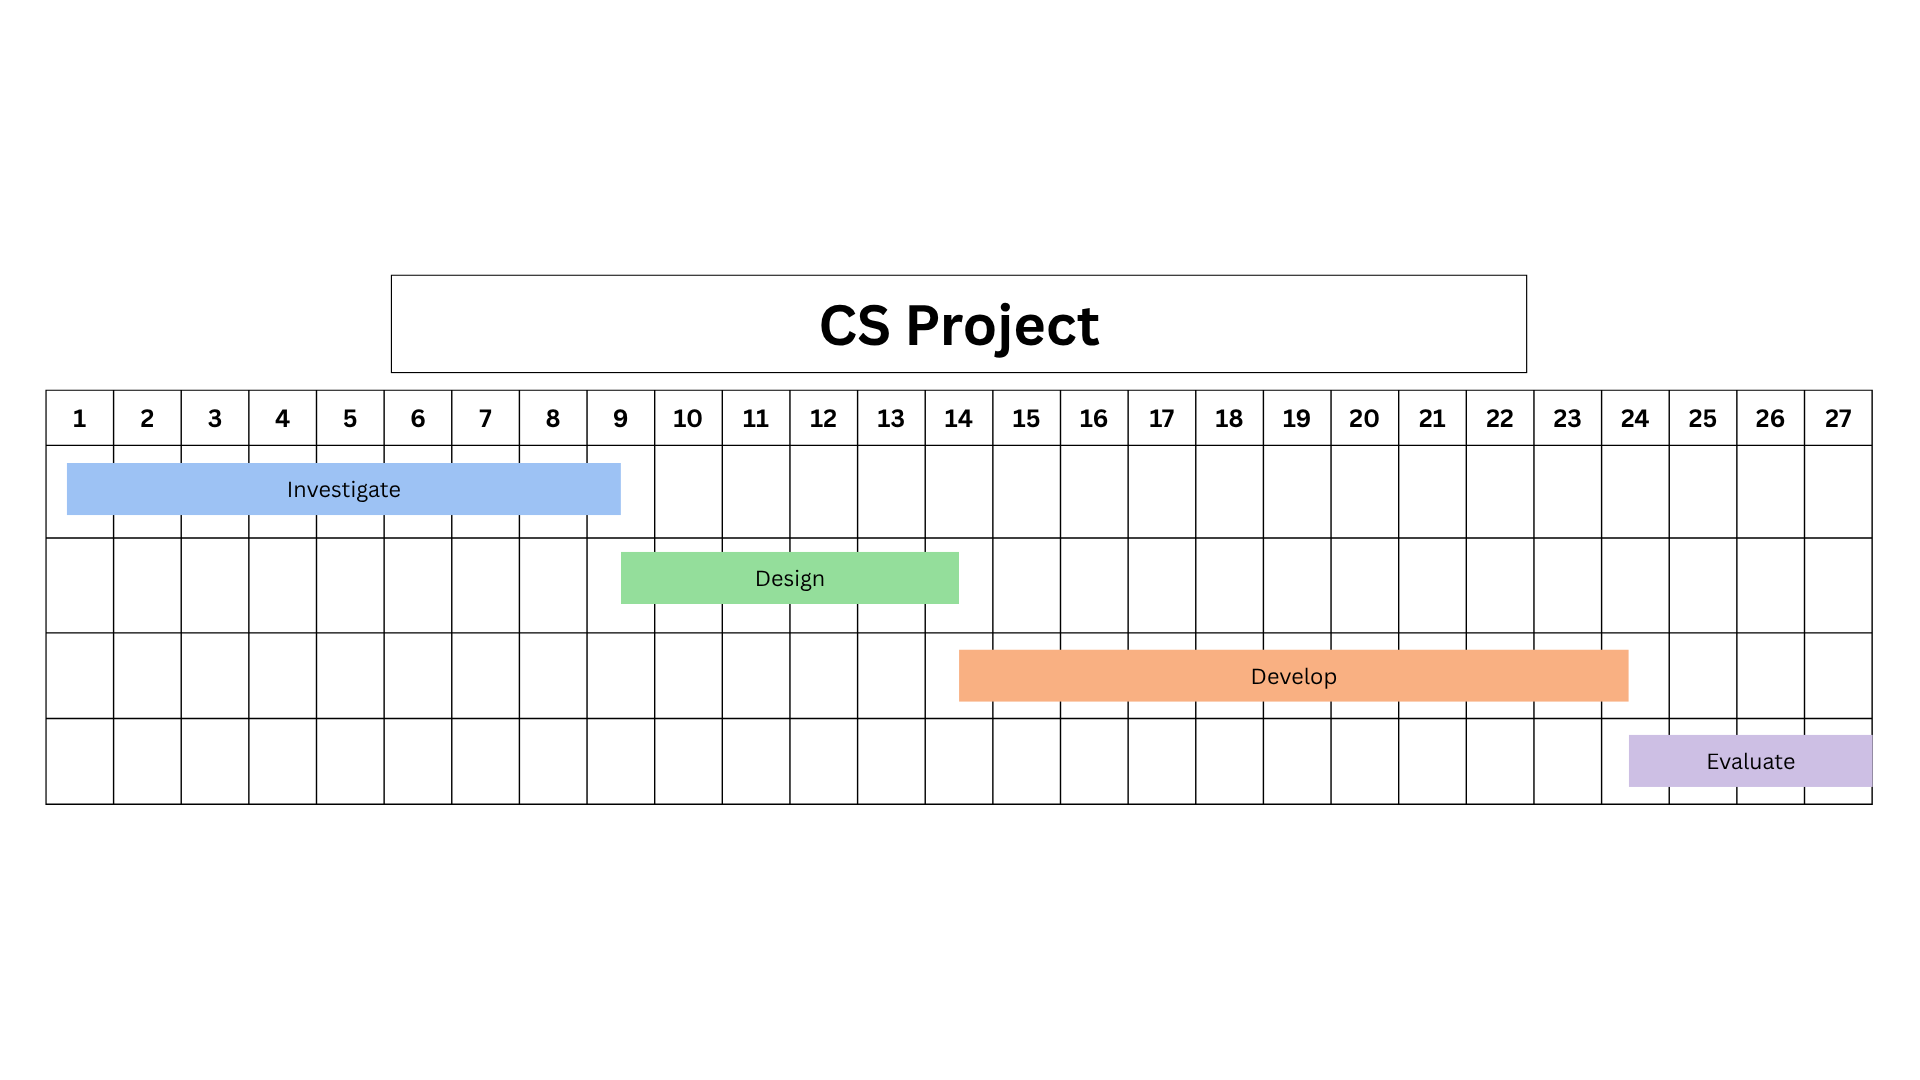 CS Project
1 2 3 4 5 6 7 8 9 10 11 12 13 14 15 16 17 18 19 20 21 22 23 24 25 26 27
Investigate
Design
Develop
Evaluate